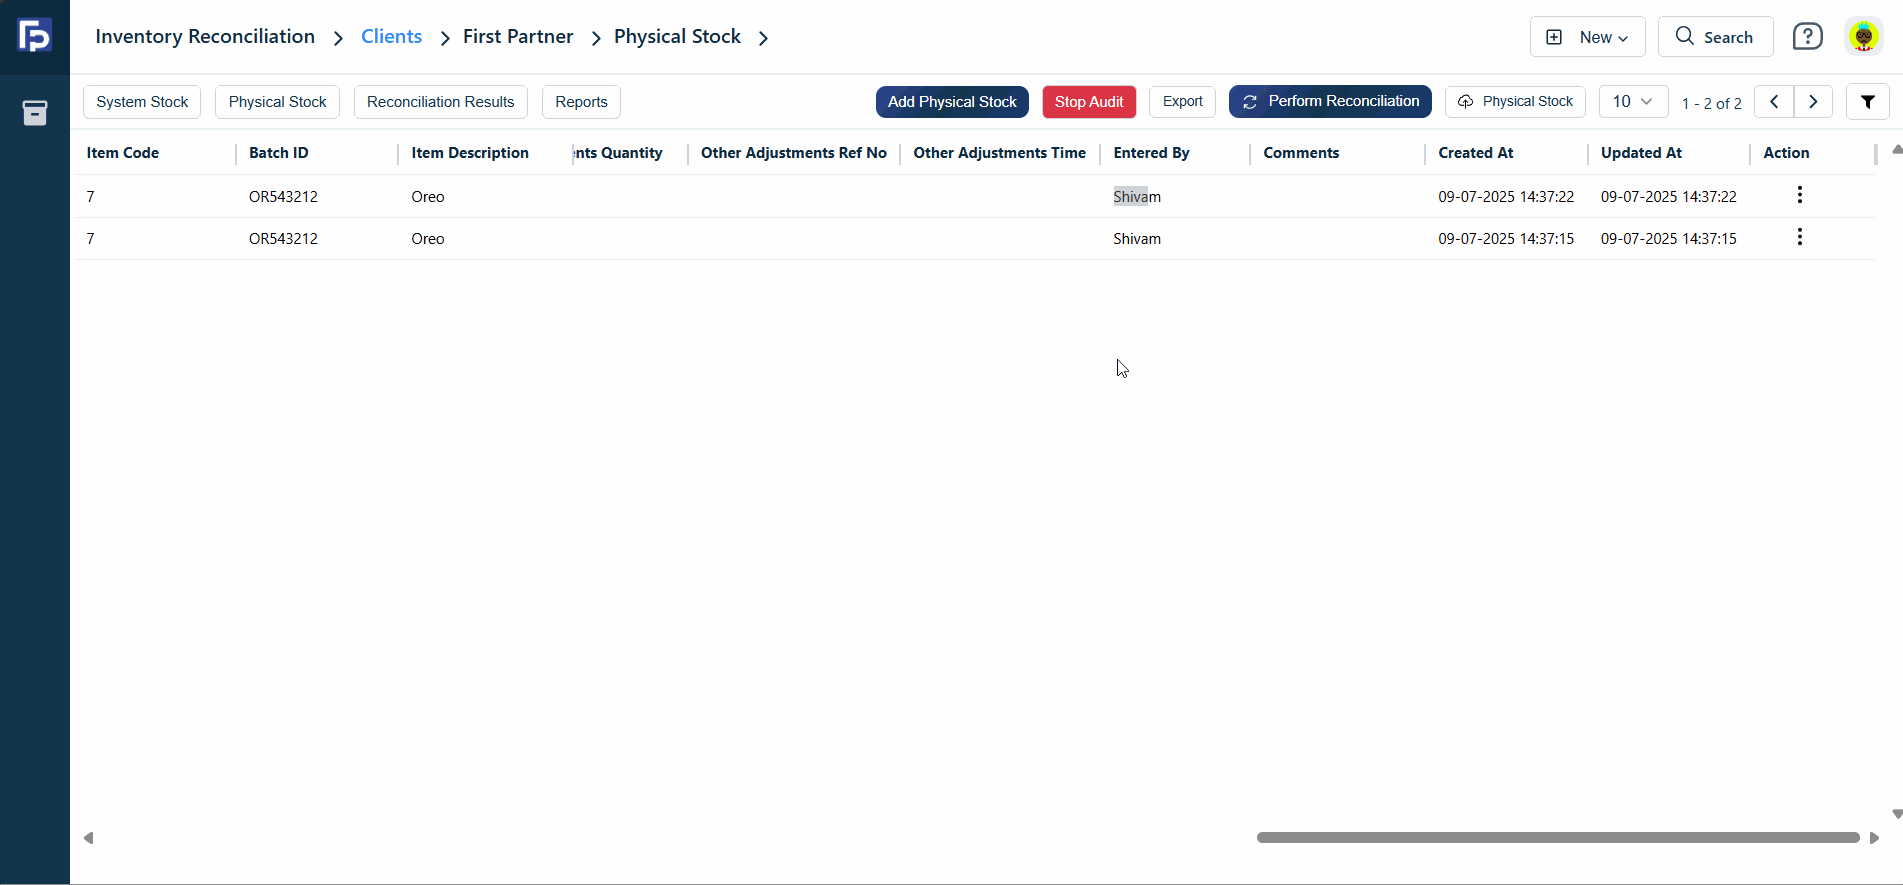 Inventory Reconciliation > Clients > First Partner > Physical Stock >
New
Search
System Stock Physical Stock Reconciliation Results Reports
Add Physical Stock Stop Audit Export Perform Reconciliation Physical Stock 10 1 - 2 of 2
Item Code Batch ID Item Description nts Quantity Other Adjustments Ref No Other Adjustments Time Entered By Comments Created At Updated At Action
7 OR543212 Oreo Shivam 09-07-2025 14:37:22 09-07-2025 14:37:22
7 OR543212 Oreo Shivam 09-07-2025 14:37:15 09-07-2025 14:37:15